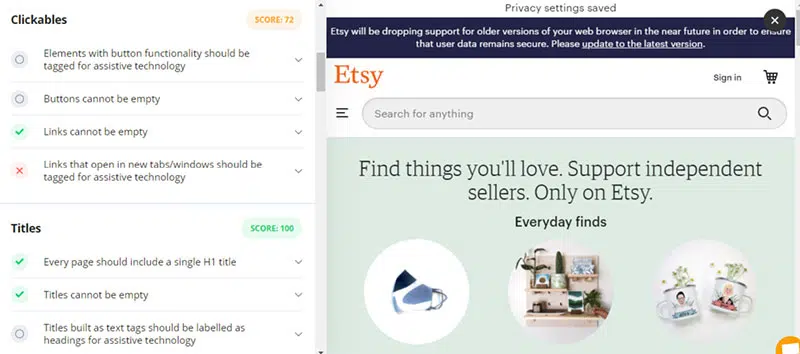 Clickables
SCORE: 72
Elements with button functionality should be
tagged for assistive technology
Buttons cannot be empty
Links cannot be empty
Links that open in new tabs/windows should be
tagged for assistive technology
Titles
SCORE: 100
Every page should include a single H1 title
Titles cannot be empty
Titles built as text tags should be labelled as
headings for assistive technology
Privacy settings saved
Etsy will be dropping support for older versions of your web browser in the near future in order to ensure
that user data remains secure. Please update to the latest version.
Etsy
Sign in
Search for anything
Find things you'll love. Support independent
sellers. Only on Etsy.
Everyday finds